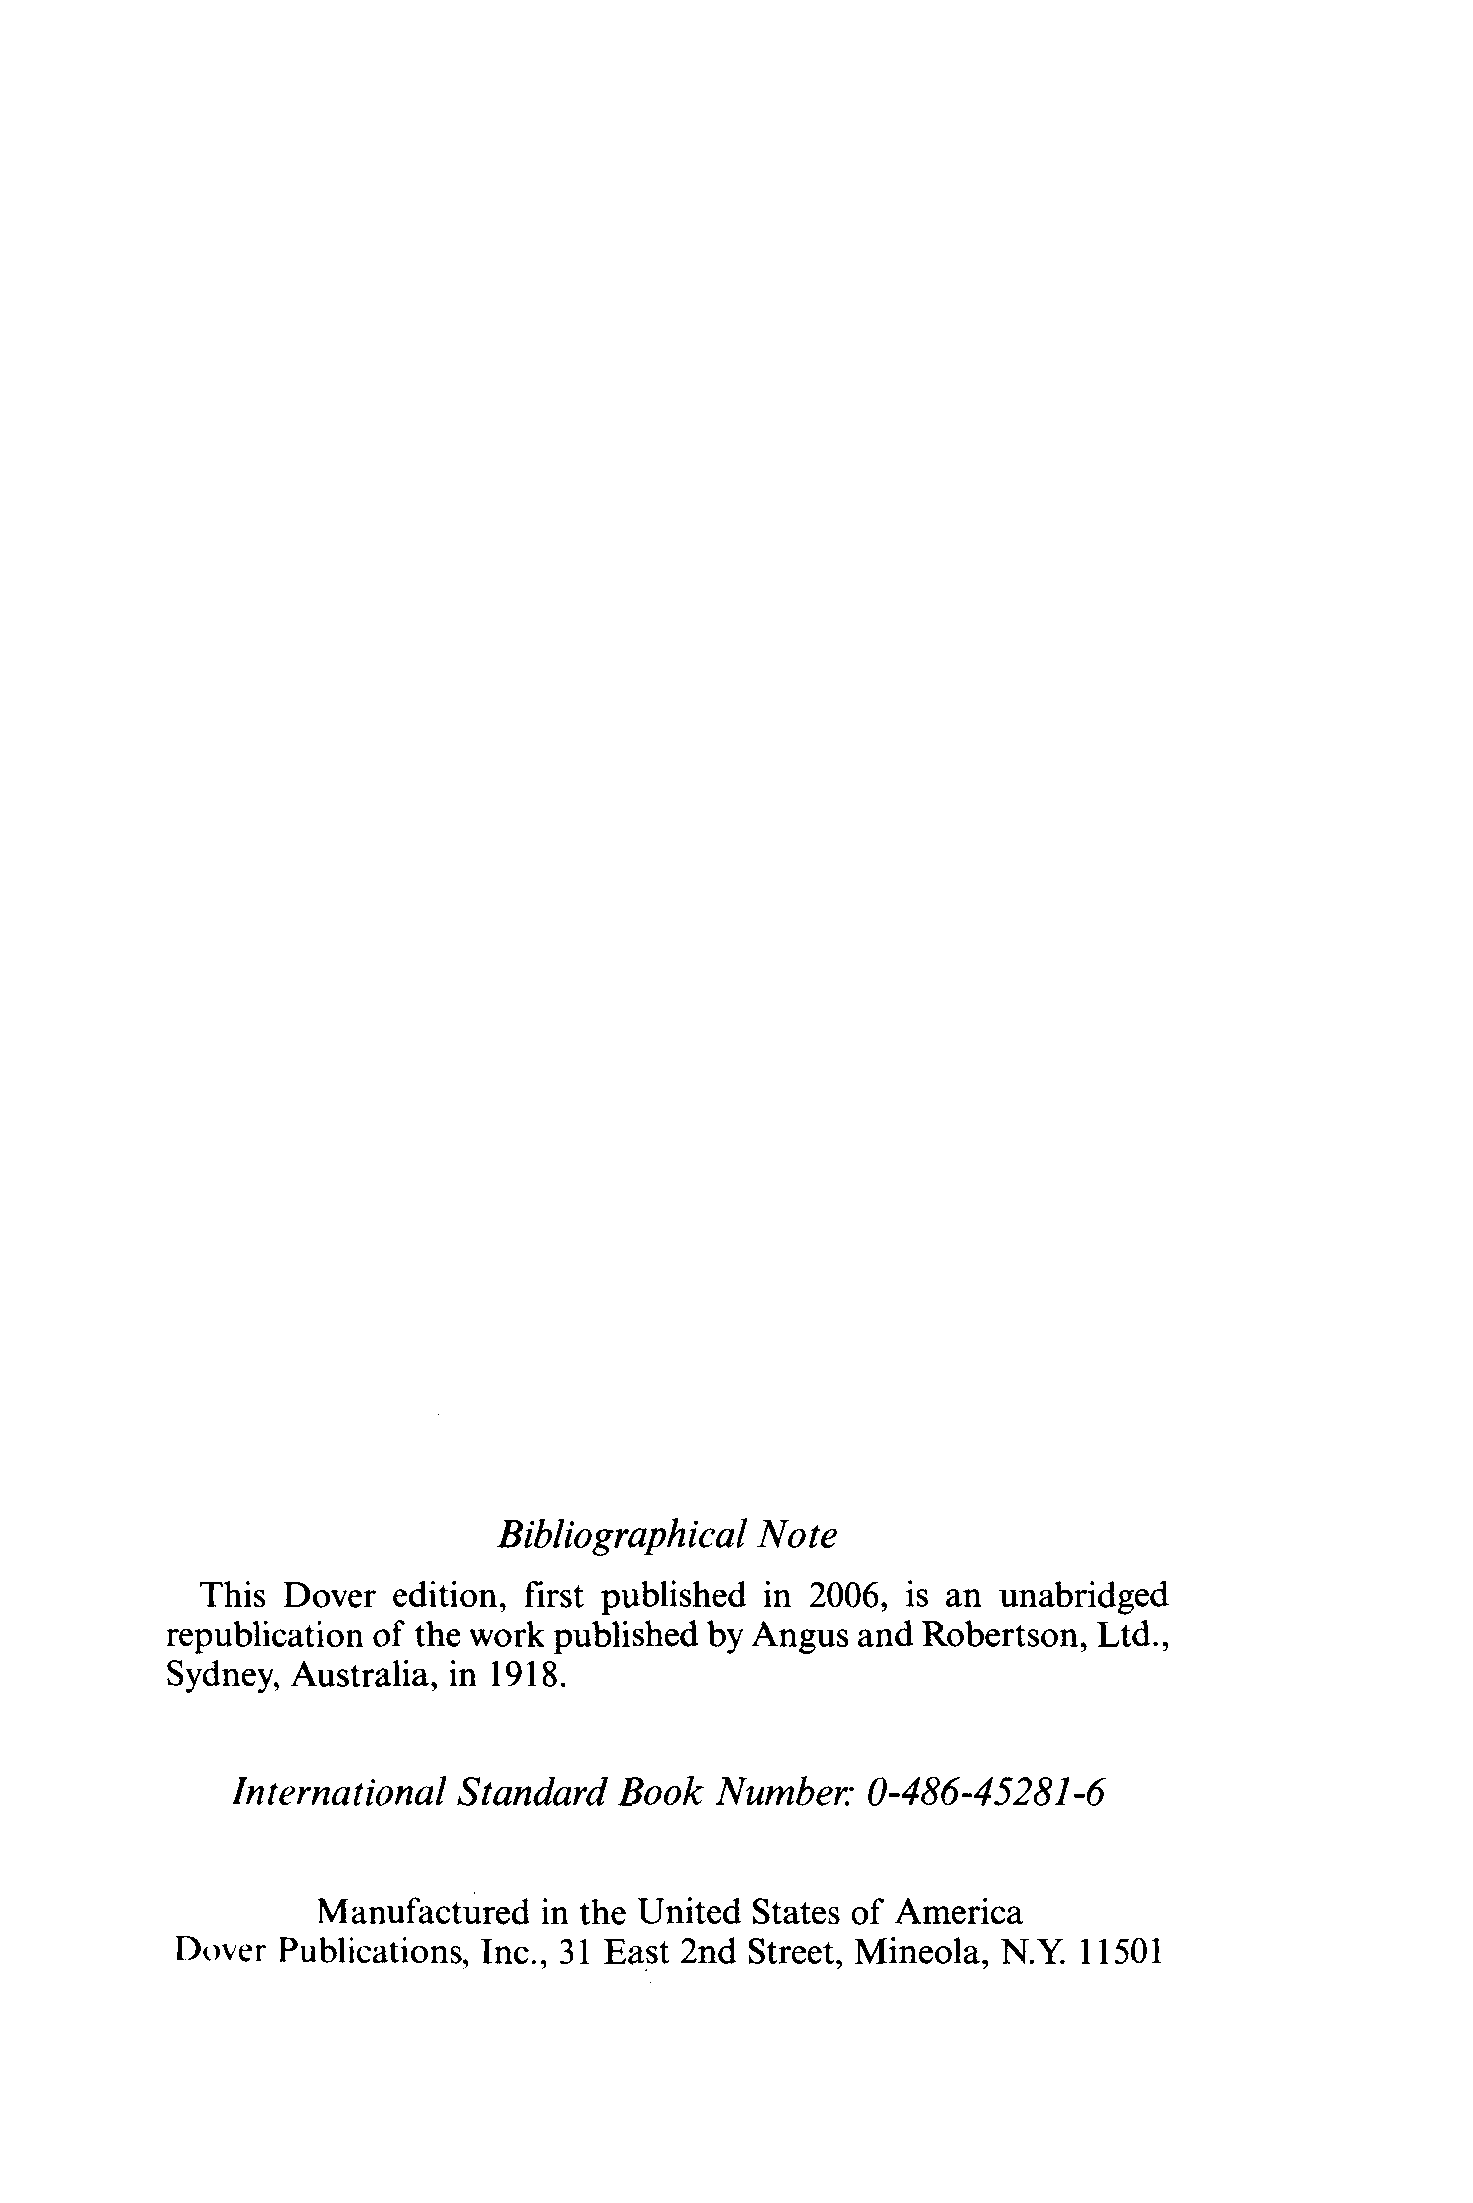 Bibliographical Note
This Dover edition, first published in 2006, is an unabridged
republication of the work published by Angus and Robertson, Ltd.,
Sydney, Australia, in 1918.
International Standard Book Number: 0-486-45281-6
Manufactured in the United States of America
Dover Publications, Inc., 31 East 2nd Street, Mineola, N.Y. 11501